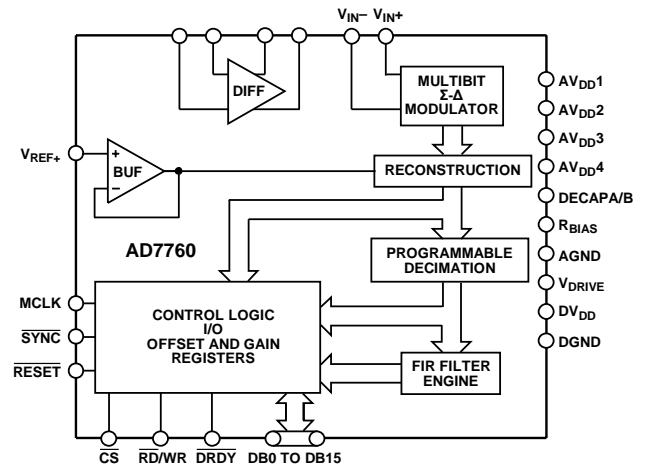 VIN– VIN+
DIFF
MULTIBIT
Σ-Δ
MODULATOR
AVDD1
AVDD2
AVDD3
AVDD4
DECAPA/B
RBIAS
AGND
VDRIVE
DVDD
DGND
VREF+
+
BUF
–
RECONSTRUCTION
AD7760
PROGRAMMABLE
DECIMATION
MCLK
SYNC
RESET
CONTROL LOGIC
I/O
OFFSET AND GAIN
REGISTERS
FIR FILTER
ENGINE
CS RD/WR DRDY DB0 TO DB15